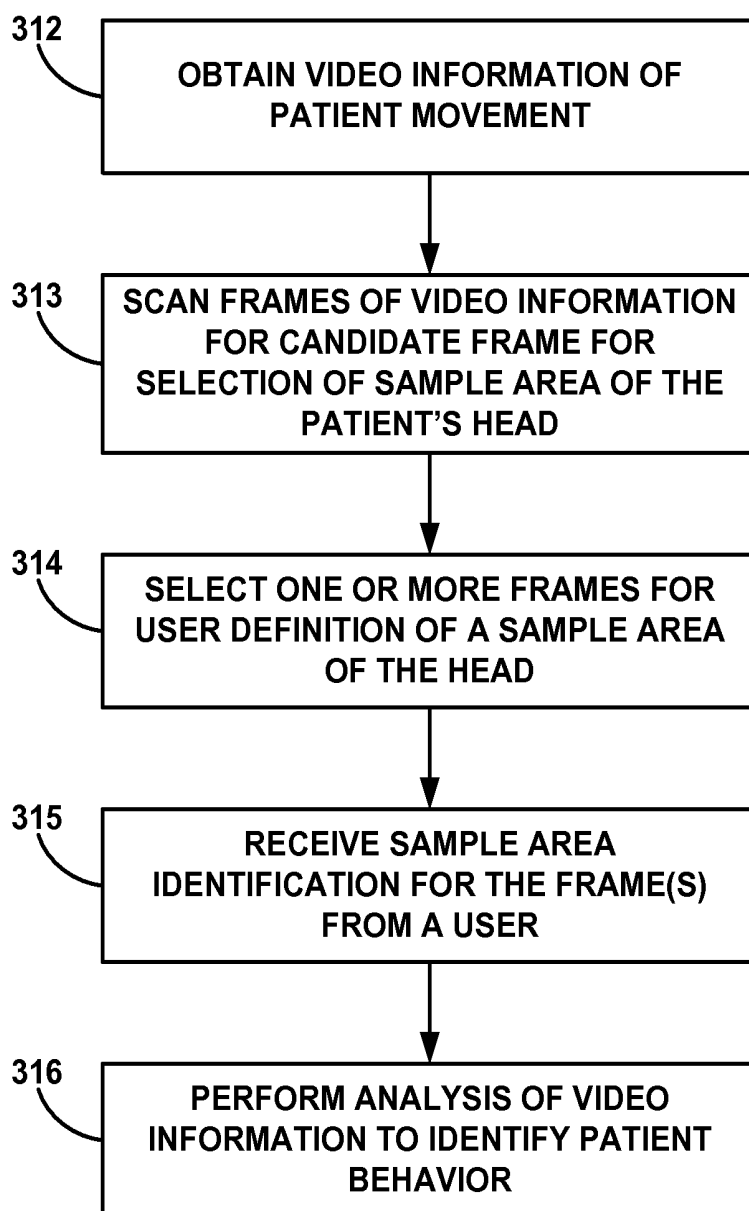 312
OBTAIN VIDEO INFORMATION OF
PATIENT MOVEMENT
313
SCAN FRAMES OF VIDEO INFORMATION
FOR CANDIDATE FRAME FOR
SELECTION OF SAMPLE AREA OF THE
PATIENT'S HEAD
314
SELECT ONE OR MORE FRAMES FOR
USER DEFINITION OF A SAMPLE AREA
OF THE HEAD
315
RECEIVE SAMPLE AREA
IDENTIFICATION FOR THE FRAME(S)
FROM A USER
316
PERFORM ANALYSIS OF VIDEO
INFORMATION TO IDENTIFY PATIENT
BEHAVIOR